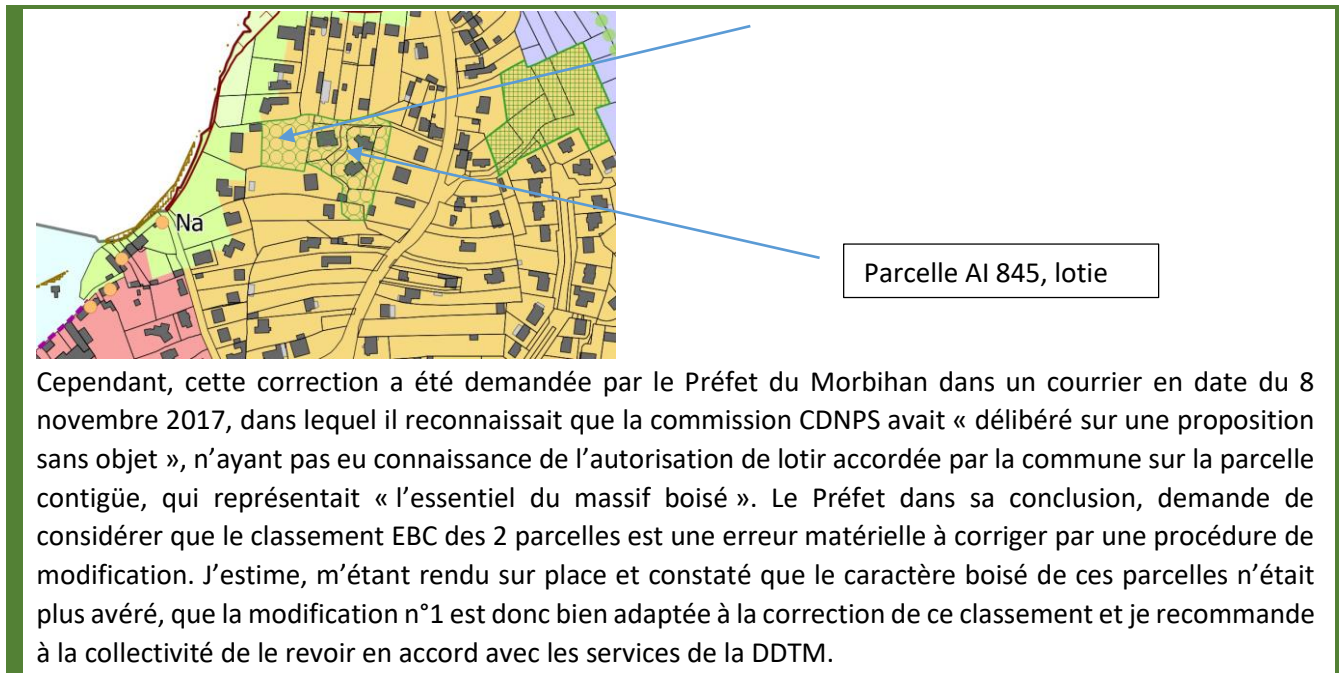 Na
Parcelle AI 845, lotie
Cependant, cette correction a été demandée par le Préfet du Morbihan dans un courrier en date du 8
novembre 2017, dans lequel il reconnaissait que la commission CDNPS avait « délibéré sur une proposition
sans objet », n’ayant pas eu connaissance de l’autorisation de lotir accordée par la commune sur la parcelle
contigüe, qui représentait « l’essentiel du massif boisé ». Le Préfet dans sa conclusion, demande de
considérer que le classement EBC des 2 parcelles est une erreur matérielle à corriger par une procédure de
modification. J’estime, m’étant rendu sur place et constaté que le caractère boisé de ces parcelles n’était
plus avéré, que la modification n°1 est donc bien adaptée à la correction de ce classement et je recommande
à la collectivité de le revoir en accord avec les services de la DDTM.